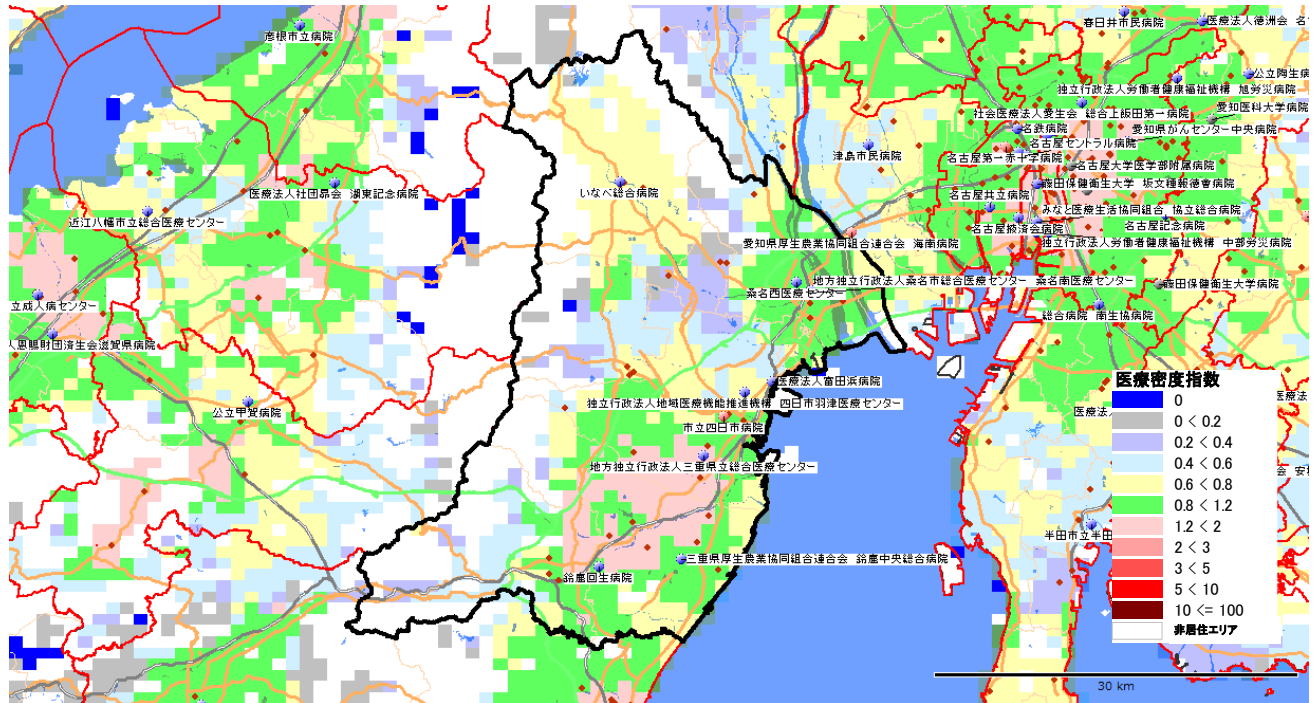 彦根市立病院
春日井市民病院
医療法人徳洲会 名
公立陶生病
独立行政法人労働者健康福祉機構 旭労災病院
社会医療法人愛生会 総合上飯田第一病院
愛知医科大学病院
名鉄病院
愛知県がんセンター中央病院
津島市民病院
名古屋セントラル病院
名古屋第一赤十字病院
名古屋大学医学部附属病院
医療法人社団昴会 湖東記念病院
いなべ総合病院
藤田保健衛生大学 坂文種報徳會病院
名古屋共立病院
近江八幡市立総合医療センター
みなと医療生活協同組合 協立総合病院
名古屋掖済会病院
名古屋記念病院
愛知県厚生農業協同組合連合会 海南病院
独立行政法人労働者健康福祉機構 中部労災病院
地方独立行政法人桑名市総合医療センター 桑名南医療センター
藤田保健衛生大学病院
桑名西医療センター
立成人病センター
総合病院 南生協病院
人恩賜財団済生会滋賀県病院
医療法人富田浜病院
公立甲賀病院
独立行政法人地域医療機能推進機構 四日市羽津医療センター
市立四日市病院
地方独立行政法人三重県立総合医療センター
半田市立半田
三重県厚生農業協同組合連合会 鈴鹿中央総合病院
鈴鹿回生病院
医療密度指数
0
0 < 0.2
0.2 < 0.4
0.4 < 0.6
0.6 < 0.8
0.8 < 1.2
1.2 < 2
2 < 3
3 < 5
5 < 10
10 <= 100
非居住エリア
30 km